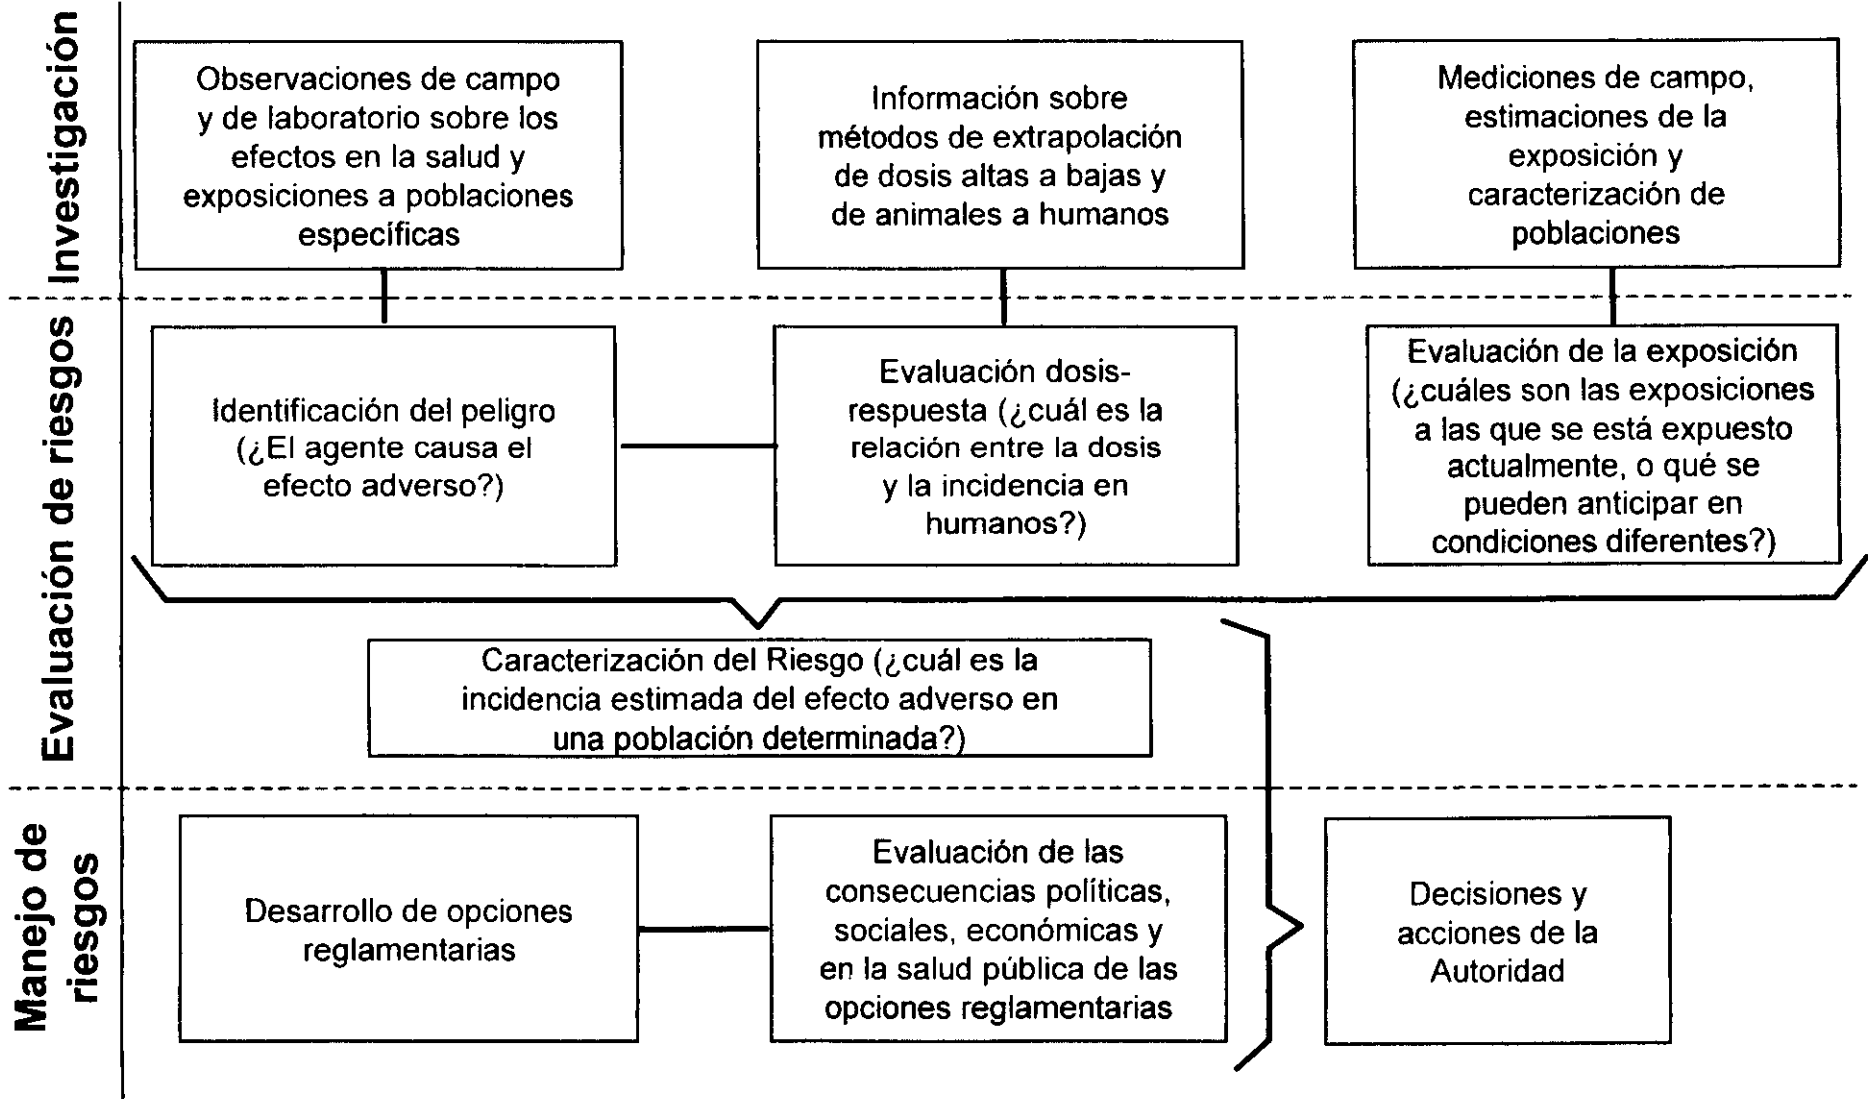 Investigación
Observaciones de campo
y de laboratorio sobre los
efectos en la salud y
exposiciones a poblaciones
específicas
Información sobre
métodos de extrapolación
de dosis altas a bajas y
de animales a humanos
Mediciones de campo,
estimaciones de la
exposición y
caracterización de
poblaciones
Evaluación de riesgos
Identificación del peligro
(¿El agente causa el
efecto adverso?)
Evaluación dosis-
respuesta (¿cuál es la
relación entre la dosis
y la incidencia en
humanos?)
Evaluación de la exposición
(¿cuáles son las exposiciones
a las que se está expuesto
actualmente, o qué se
pueden anticipar en
condiciones diferentes?)
Caracterización del Riesgo (¿cuál es la
incidencia estimada del efecto adverso en
una población determinada?)
Manejo de
riesgos
Desarrollo de opciones
reglamentarias
Evaluación de las
consecuencias políticas,
sociales, económicas y
en la salud pública de las
opciones reglamentarias
Decisiones y
acciones de la
Autoridad